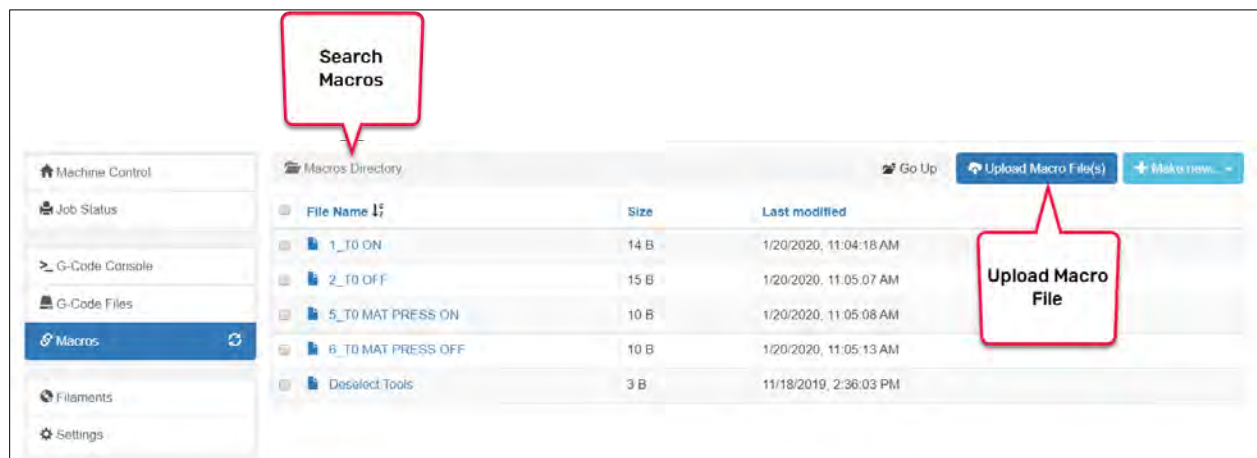 Search
Macros
Machine Control
Job Status
G-Code Console
G-Code Files
Macros
Filaments
Settings
Macros Directory
Go Up
Upload Macro File(s)
Make new...
File Name Size Last modified
1_T0 ON 14 B 1/20/2020, 11:04:18 AM
2_T0 OFF 15 B 1/20/2020, 11:05:07 AM
5_T0 MAT PRESS ON 10 B 1/20/2020, 11:05:08 AM
6_T0 MAT PRESS OFF 10 B 1/20/2020, 11:05:13 AM
Deselect Tools 3 B 11/18/2019, 2:36:03 PM
Upload Macro
File